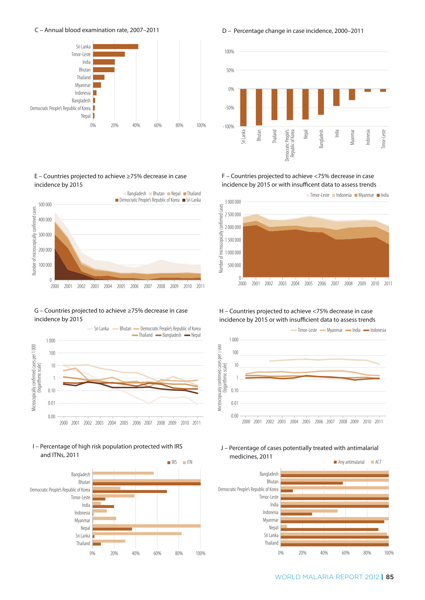 C – Annual blood examination rate, 2007–2011
Sri Lanka
Timor-Leste
India
Bhutan
Thailand
Myanmar
Indonesia
Bangladesh
Democratic People's Republic of Korea
Nepal
0% 20% 40% 60% 80% 100%
D – Percentage change in case incidence, 2000–2011
100%
50%
0%
-50%
-100%
Sri Lanka
Bhutan
Thailand
Democratic People's
Republic of Korea
Nepal
Bangladesh
India
Myanmar
Indonesia
Timor-Leste
E – Countries projected to achieve ≥75% decrease in case
incidence by 2015
Bangladesh Bhutan Nepal Thailand
Democratic People's Republic of Korea Sri Lanka
Number of microscopically confirmed cases
500 000
400 000
300 000
200 000
100 000
0
2000 2001 2002 2003 2004 2005 2006 2007 2008 2009 2010 2011
F – Countries projected to achieve <75% decrease in case
incidence by 2015 or with insufficent data to assess trends
Timor-Leste Indonesia Myanmar India
Number of microscopically confirmed cases
3 000 000
2 500 000
2 000 000
1 500 000
1 000 000
500 000
0
2000 2001 2002 2003 2004 2005 2006 2007 2008 2009 2010 2011
G – Countries projected to achieve ≥75% decrease in case
incidence by 2015
Sri Lanka Bhutan Democratic People's Republic of Korea
Thailand Bangladesh Nepal
Microscopically confirmed cases per 1 000
(logarithmic scale)
1 000
100
10
1
0.10
0.01
0.00
2000 2001 2002 2003 2004 2005 2006 2007 2008 2009 2010 2011
H – Countries projected to achieve <75% decrease in case
incidence by 2015 or with insufficient data to assess trends
Timor-Leste Myanmar India Indonesia
Microscopically confirmed cases per 1 000
(logarithmic scale)
1 000
100
10
1
0.10
0.01
0.00
2000 2001 2002 2003 2004 2005 2006 2007 2008 2009 2010 2011
I – Percentage of high risk population protected with IRS
and ITNs, 2011
IRS ITN
Bangladesh
Bhutan
Democratic People's Republic of Korea
Timor-Leste
India
Indonesia
Myanmar
Nepal
Sri Lanka
Thailand
0% 20% 40% 60% 80% 100%
J – Percentage of cases potentially treated with antimalarial
medicines, 2011
Any antimalarial ACT
Bangladesh
Bhutan
Democratic People's Republic of Korea
Timor-Leste
India
Indonesia
Myanmar
Nepal
Sri Lanka
Thailand
0% 20% 40% 60% 80% 100%
WORLD MALARIA REPORT 2012 | 85